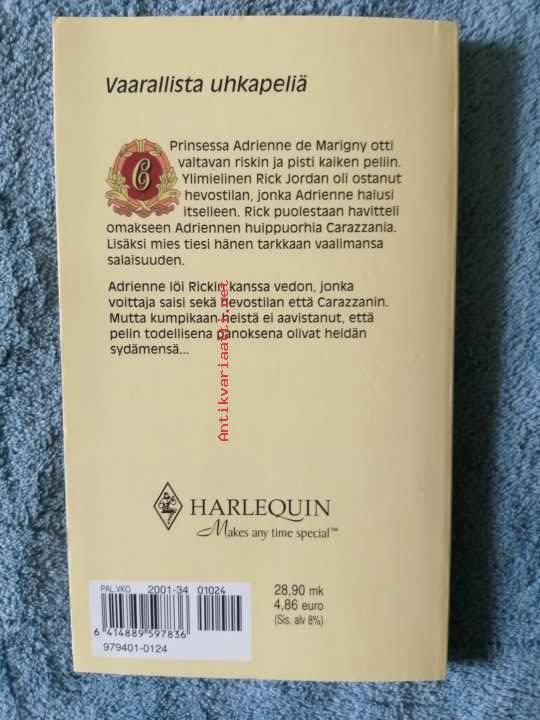 Vaarallista uhkapeliä
C
Prinsessa Adrienne de Marigny otti
valtavan riskin ja pisti kaiken peliin.
Ylimielinen Rick Jordan oli ostanut
hevostilan, jonka Adrienne halusi
itselleen. Rick puolestaan havitteli
omakseen Adriennen huippuorhia Carazzania.
Lisäksi mies tiesi hänen tarkkaan vaalimansa
salaisuuden.
Adrienne löi Rickin kanssa vedon, jonka
voittaja saisi sekä hevostilan että Carazzanin.
Mutta kumpikaan heistä ei aavistanut, että
pelin todellisena panoksena olivat heidän
sydämensä...
Antikvariaatti.net
HARLEQUIN
Makes any time special™
PAL.VKO 2001-34 01024
6 414889 597836
979401-0124
28,90 mk
4,86 euro
(Sis. alv 8%)